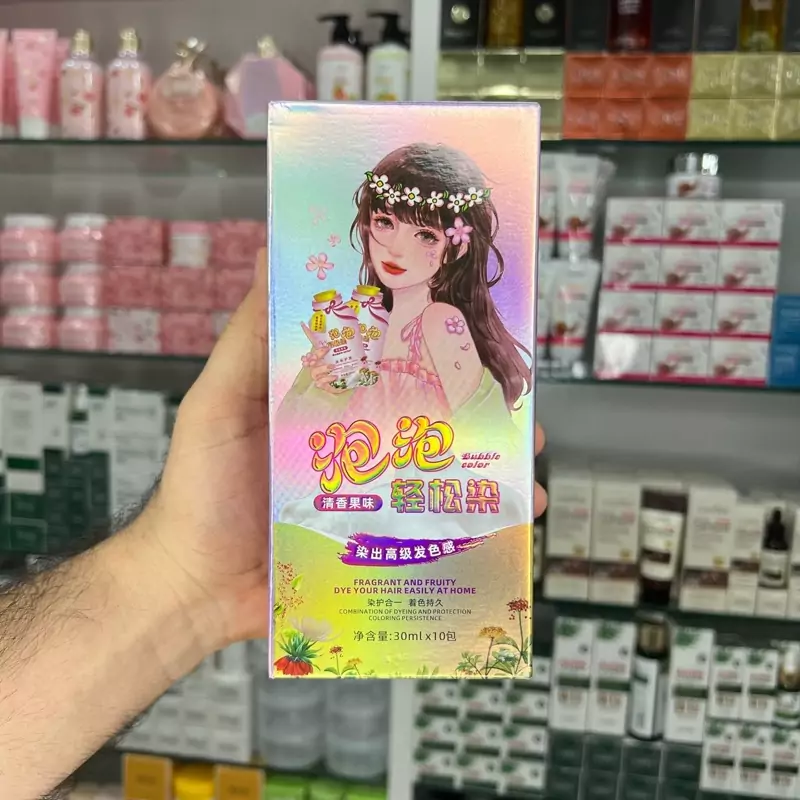 泡泡
Bubble
color
清香果味
轻松染
染出高级发色感
FRAGRANT AND FRUITY
DYE YOUR HAIR EASILY AT HOME
染护合一 着色持久
COMBINATION OF DYEING AND PROTECTION
COLORING PERSISTENCE
净含量:30ml x10包